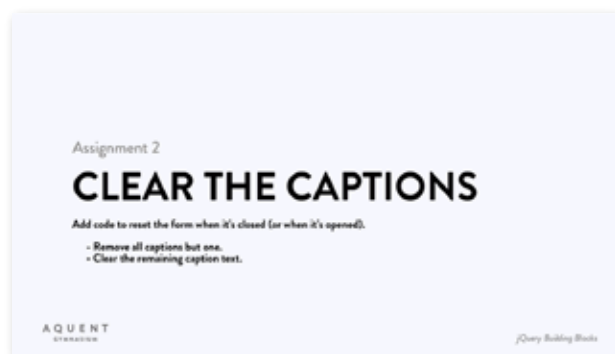 Assignment 2
CLEAR THE CAPTIONS
Add code to reset the form when it's closed (or when it's opened).
- Remove all captions but one.
- Clear the remaining caption text.
AQUENT
GYMNASIUM
jQuery Building Blocks